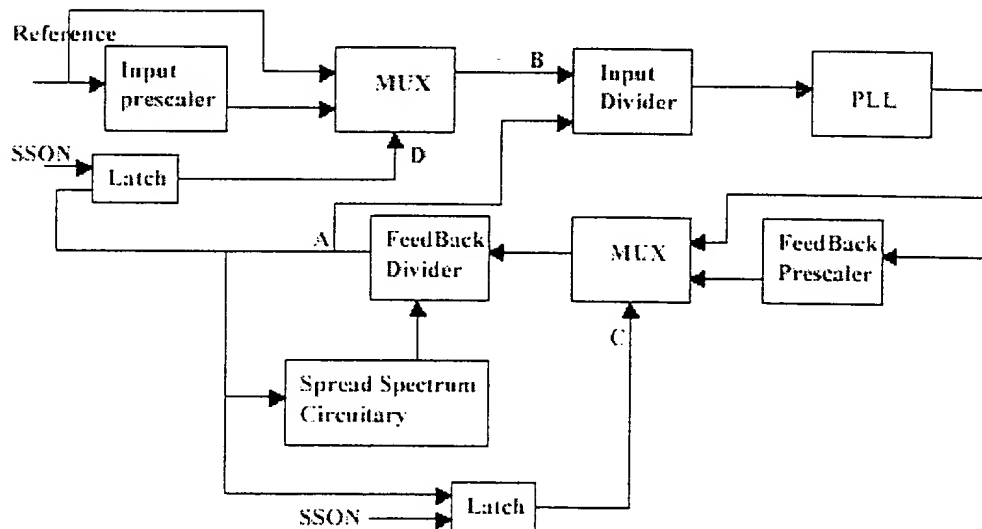 Reference
Input
prescaler
MUX
B
Input
Divider
PLL
SSON
Latch
D
A
FeedBack
Divider
MUX
FeedBack
Prescaler
C
Spread Spectrum
Circuitary
SSON
Latch